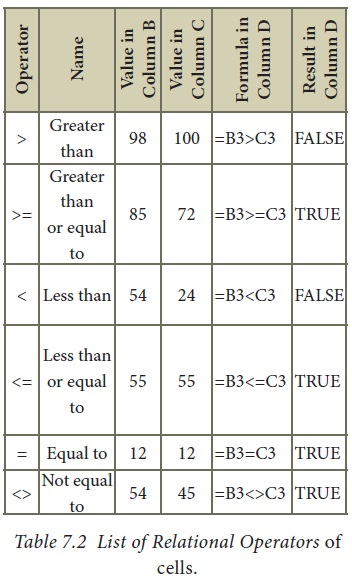 Operator Name Value in Column B Value in Column C Formula in Column D Result in Column D
> Greater than 98 100 =B3>C3 FALSE
>= Greater than or equal to 85 72 =B3>=C3 TRUE
< Less than 54 24 =B3<C3 FALSE
<= Less than or equal to 55 55 =B3<=C3 TRUE
= Equal to 12 12 =B3=C3 TRUE
<> Not equal to 54 45 =B3<>C3 TRUE
Table 7.2 List of Relational Operators of
cells.